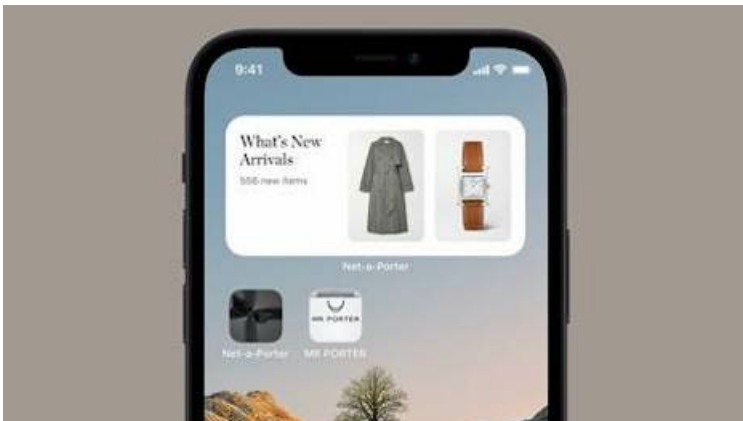 9:41
What's New
Arrivals
556 new items
Net-a-Porter
MR PORTER
Net-a-Porter
MR PORTER